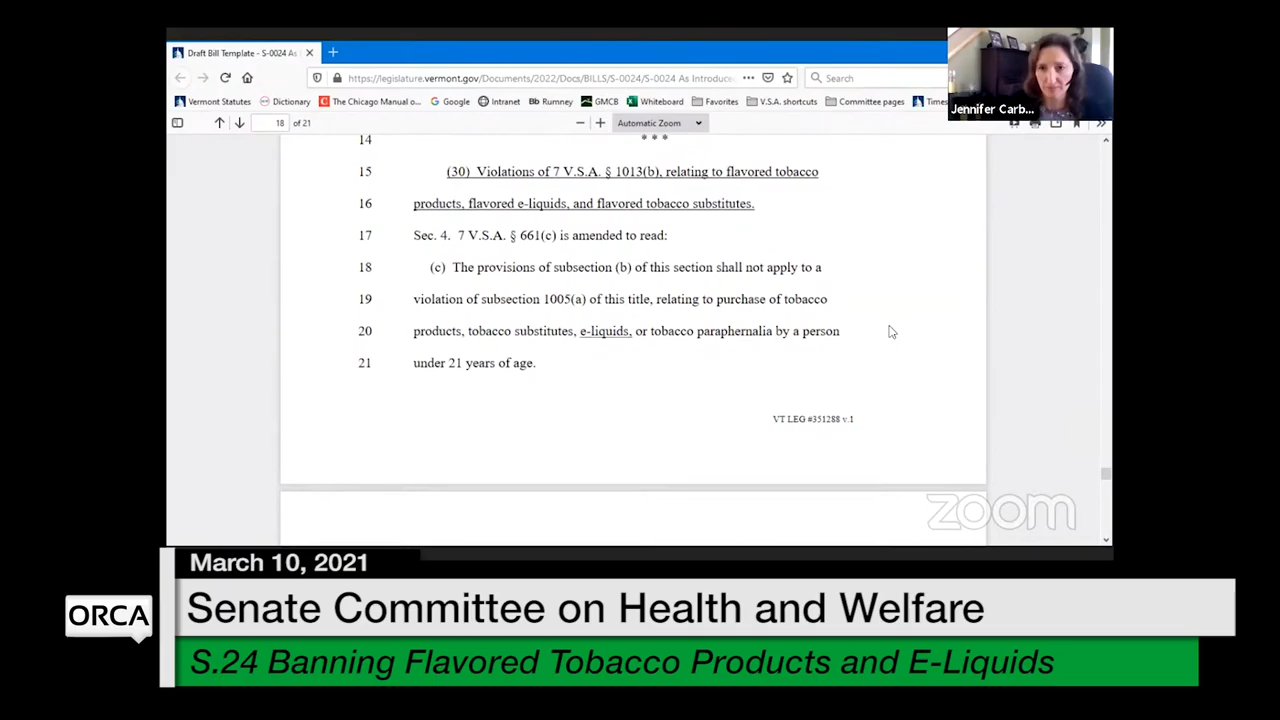 Draft Bill Template - S-0024 As
https://legislature.vermont.gov/Documents/2022/Docs/BILLS/S-0024/S-0024 As Introduce
Search
Vermont Statutes Dictionary The Chicago Manual o... Google Intranet Bb Rumney GMCB Whiteboard Favorites V.S.A. shortcuts Committee pages Times
Jennifer Carb...
18 of 21 Automatic Zoom
14 * * *
15 (30) Violations of 7 V.S.A. § 1013(b), relating to flavored tobacco
16 products, flavored e-liquids, and flavored tobacco substitutes.
17 Sec. 4. 7 V.S.A. § 661(c) is amended to read:
18 (c) The provisions of subsection (b) of this section shall not apply to a
19 violation of subsection 1005(a) of this title, relating to purchase of tobacco
20 products, tobacco substitutes, e-liquids, or tobacco paraphernalia by a person
21 under 21 years of age.
VT LEG #351288 v.1
zoom
March 10, 2021
ORCA
Senate Committee on Health and Welfare
S.24 Banning Flavored Tobacco Products and E-Liquids